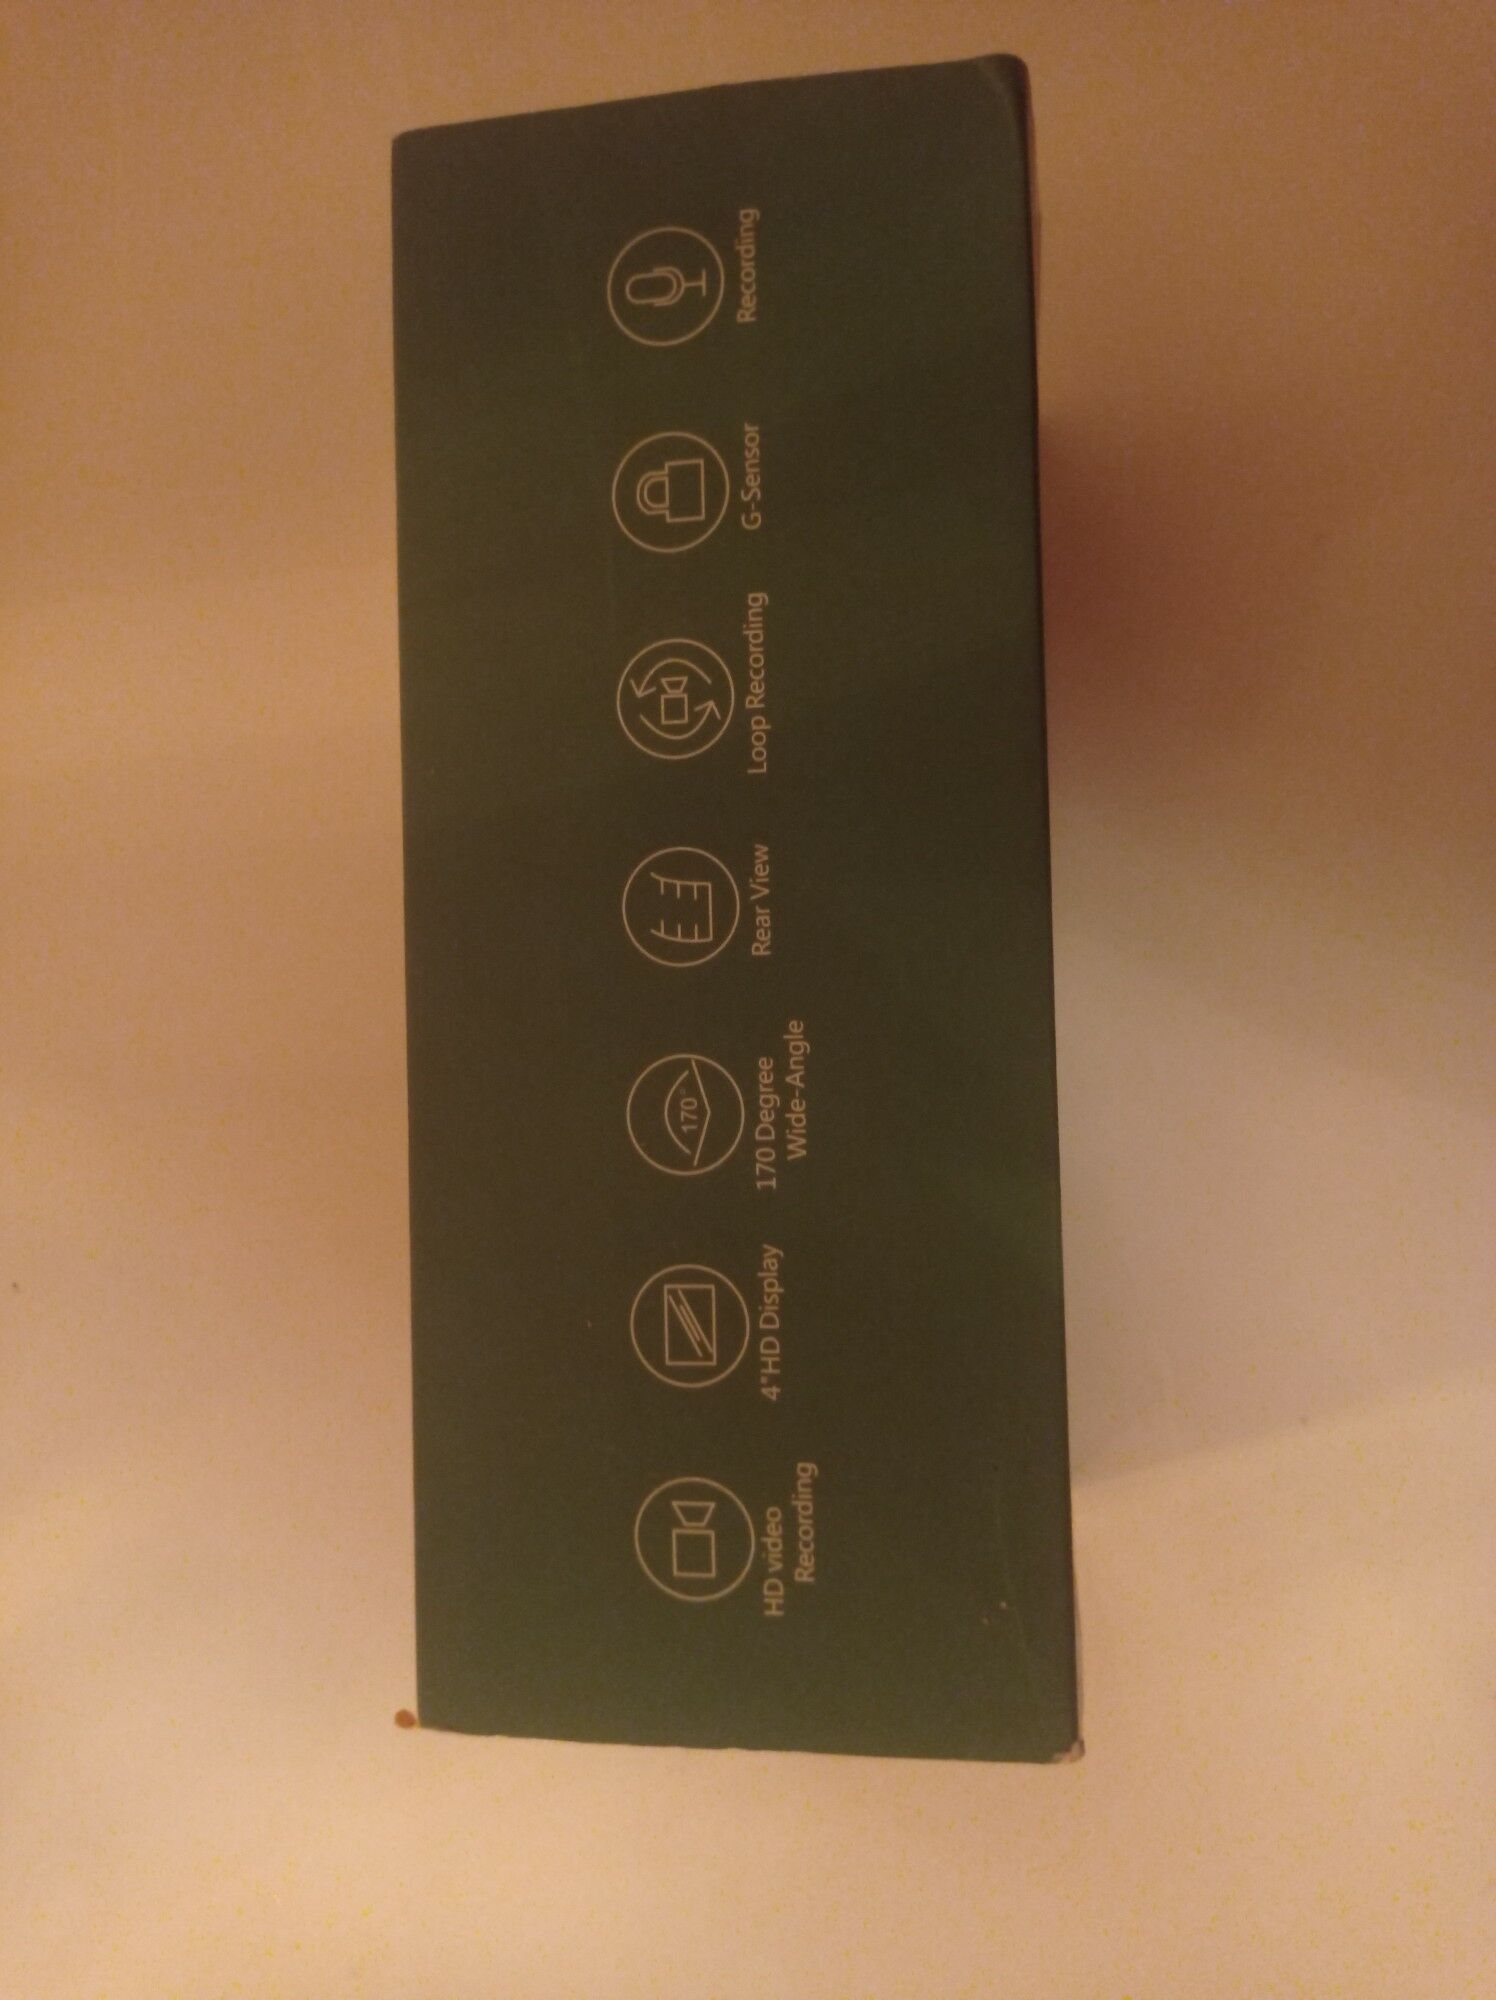 HD video
Recording
4"HD Display
170°
170 Degree
Wide-Angle
Rear View
Loop Recording
G-Sensor
Recording